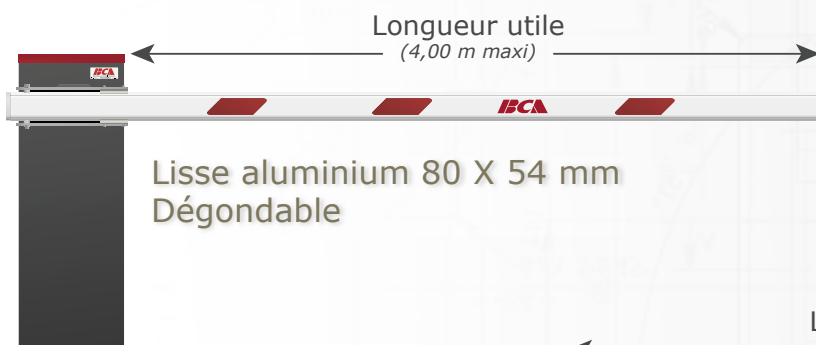 Longueur utile
(4,00 m maxi)
BCA
BCA
Lisse aluminium 80 X 54 mm
Dégondable
L